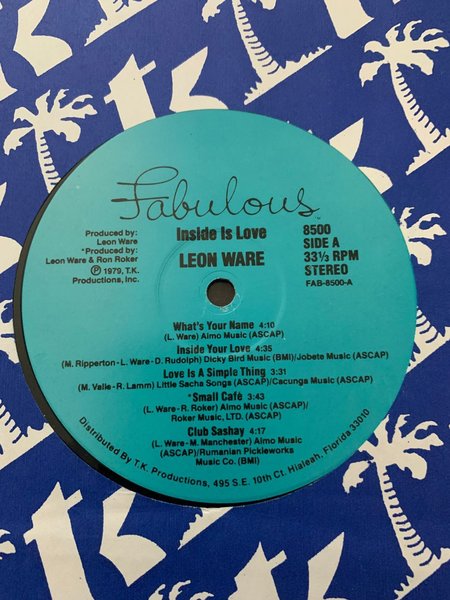 Fabulous ™
Inside Is Love
LEON WARE
Produced by:
Leon Ware
*Produced by:
Leon Ware & Ron Roker
Ⓟ 1979, T.K.
Productions, Inc.
8500
SIDE A
33⅓ RPM
STEREO
FAB-8500-A
What's Your Name 4:10
(L. Ware) Almo Music (ASCAP)
Inside Your Love 4:35
(M. Ripperton-L. Ware-D. Rudolph) Dicky Bird Music (BMI)/Jobete Music (ASCAP)
Love Is A Simple Thing 3:31
(M. Valle-R. Lamm) Little Sacha Songs (ASCAP)/Cacunga Music (ASCAP)
*Small Cafè 3:43
(L. Ware-R. Roker) Almo Music (ASCAP)/
Roker Music, LTD. (ASCAP)
Club Sashay 4:17
(L. Ware-M. Manchester) Almo Music
(ASCAP)/Rumanian Pickleworks
Music Co. (BMI)
Distributed By T.K. Productions, 495 S.E. 10th Ct. Hialeah, Florida 33010